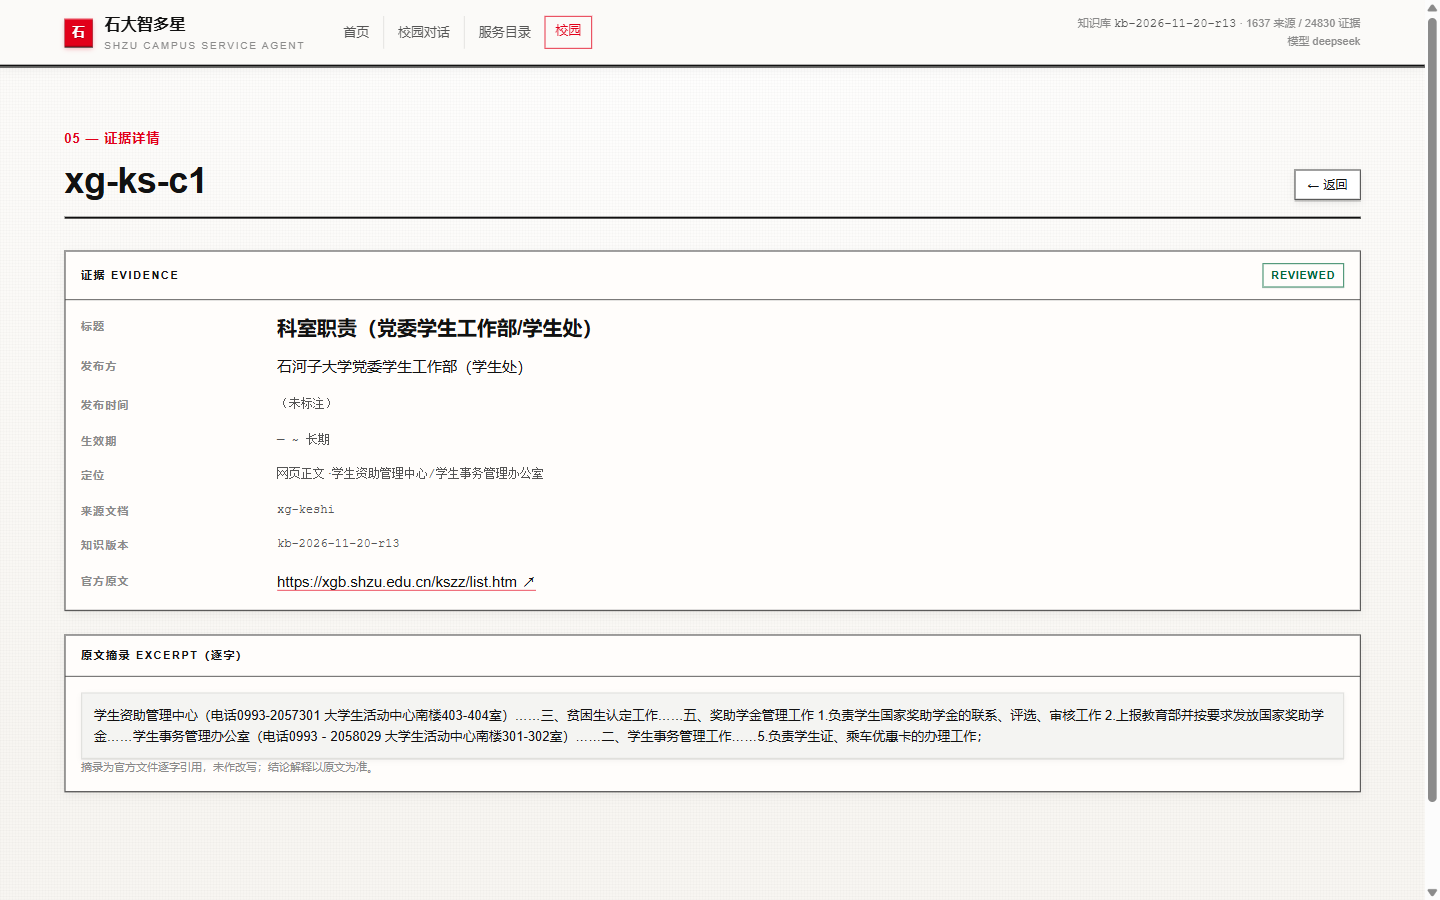 石 石大智多星
SHZU CAMPUS SERVICE AGENT
首页 校园对话 服务目录 校园
知识库 kb-2026-11-20-r13 · 1637 来源 / 24830 证据
模型 deepseek
05 — 证据详情
xg-ks-c1
← 返回
证据 EVIDENCE
REVIEWED
标题 科室职责（党委学生工作部/学生处）
发布方 石河子大学党委学生工作部（学生处）
发布时间 （未标注）
生效期 — ~ 长期
定位 网页正文 ·学生资助管理中心/学生事务管理办公室
来源文档 xg-keshi
知识版本 kb-2026-11-20-r13
官方原文 https://xgb.shzu.edu.cn/kszz/list.htm ↗
原文摘录 EXCERPT（逐字）
学生资助管理中心（电话0993-2057301 大学生活动中心南楼403-404室）……三、贫困生认定工作……五、奖助学金管理工作 1.负责学生国家奖助学金的联系、评选、审核工作 2.上报教育部并按要求发放国家奖助学
金……学生事务管理办公室（电话0993－2058029 大学生活动中心南楼301-302室）……二、学生事务管理工作……5.负责学生证、乘车优惠卡的办理工作；
摘录为官方文件逐字引用，未作改写；结论解释以原文为准。